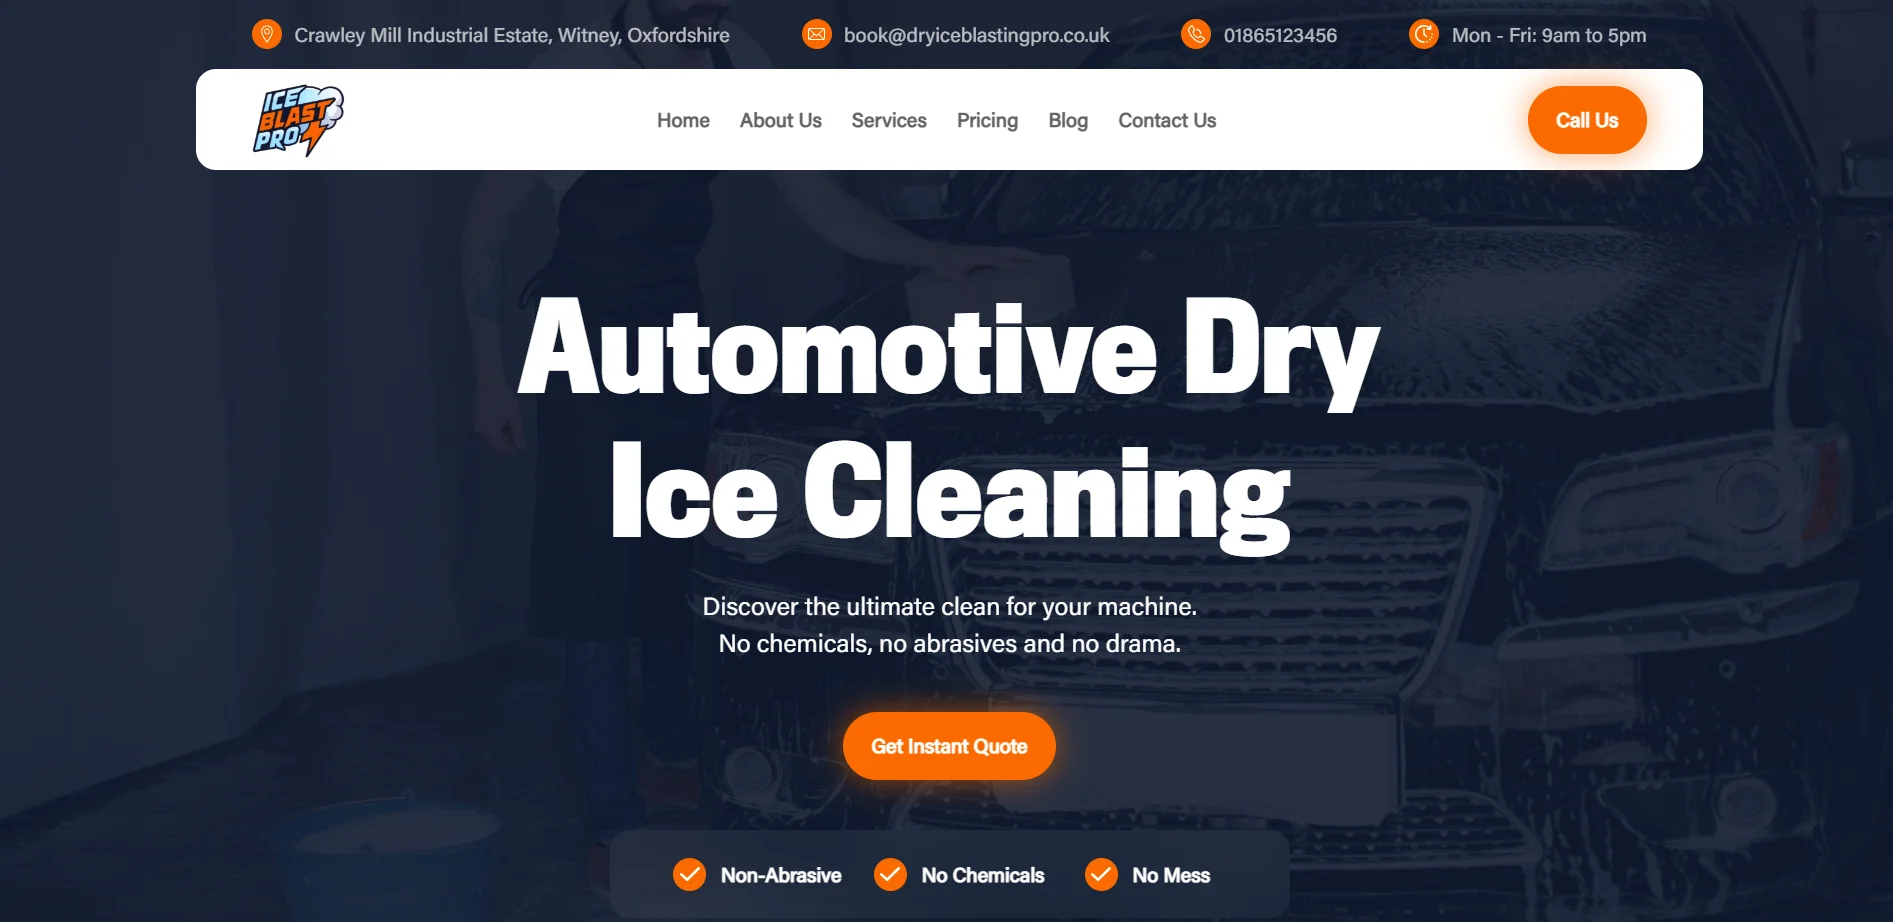 Crawley Mill Industrial Estate, Witney, Oxfordshire
book@dryiceblastingpro.co.uk
01865123456
Mon - Fri: 9am to 5pm
ICE
BLAST
PRO
Home
About Us
Services
Pricing
Blog
Contact Us
Call Us
Automotive Dry
Ice Cleaning
Discover the ultimate clean for your machine.
No chemicals, no abrasives and no drama.
Get Instant Quote
Non-Abrasive
No Chemicals
No Mess